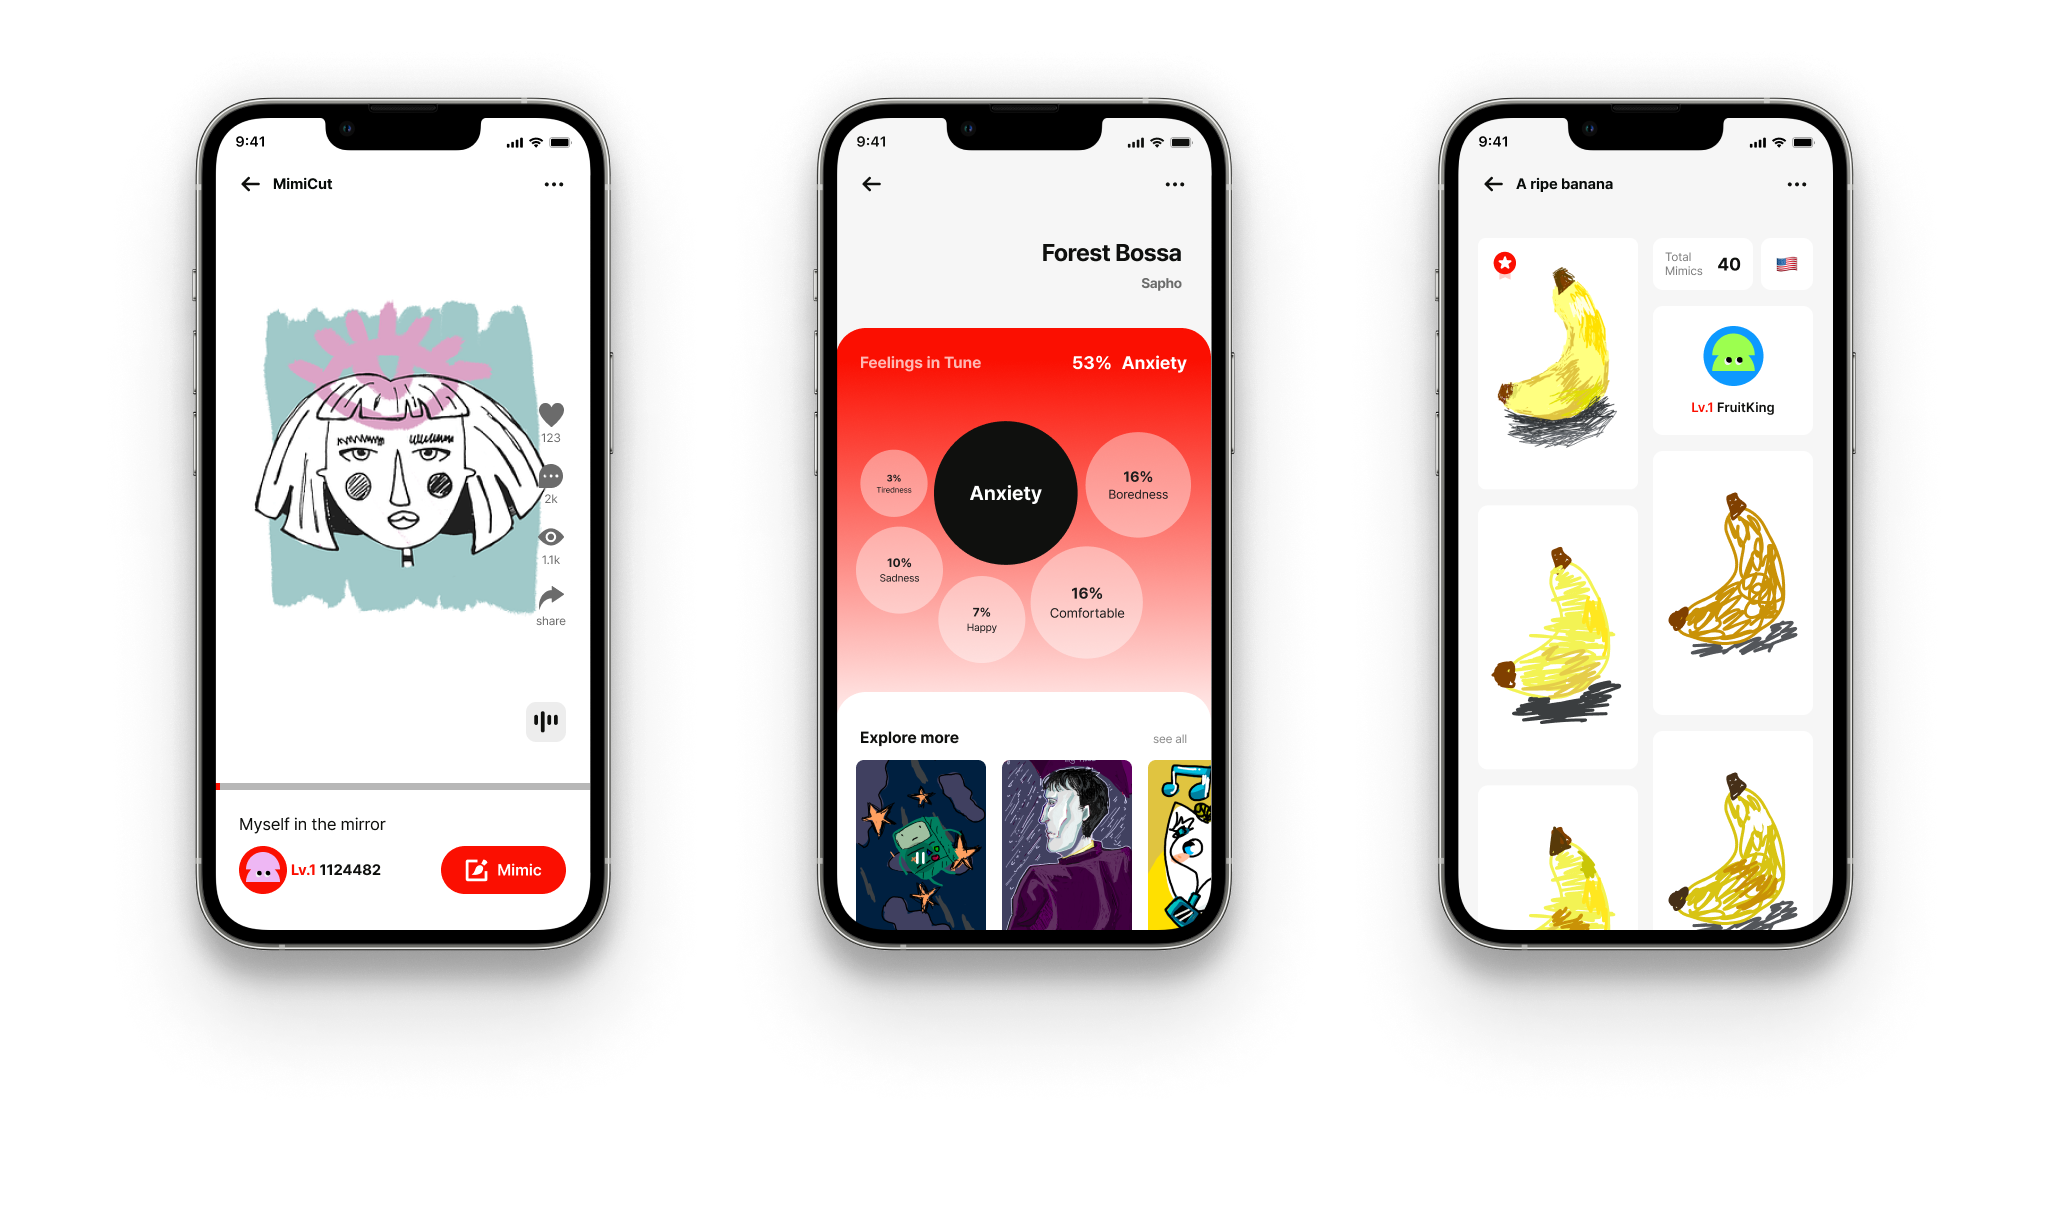 9:41
MimiCut
123
2k
1.1k
share
Myself in the mirror
Lv.1 1124482
Mimic
9:41
Forest Bossa
Sapho
Feelings in Tune
53% Anxiety
Anxiety
3%
Tiredness
16%
Boredness
10%
Sadness
7%
Happy
16%
Comfortable
Explore more
see all
9:41
A ripe banana
Total
Mimics
40
Lv.1 FruitKing